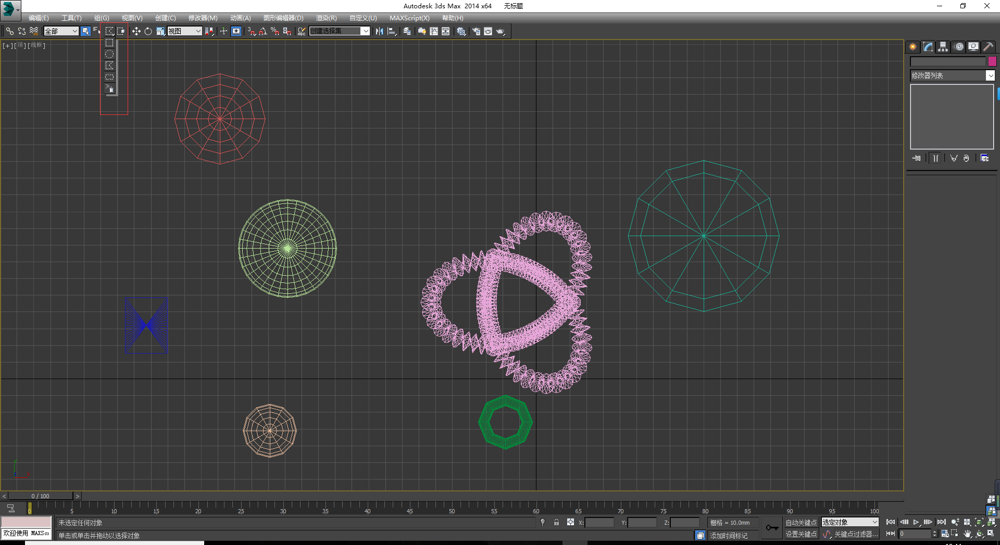 Autodesk 3ds Max  2014 x64    无标题
编辑(E) 工具(T) 组(G) 视图(V) 创建(C) 修改器(M) 动画(A) 图形编辑器(D) 渲染(R) 自定义(U) MAXScript(X) 帮助(H)
全部 视图 创建选择集
[+][顶][线框]
修改器列表
y
< 0 / 100 >
0 5 10 15 20 25 30 35 40 45 50 55 60 65 70 75 80 85 90 95 100
未选定任何对象 X: Y: Z: 栅格 = 10.0mm 自动关键点 选定对象
欢迎使用 MAXSc
单击或单击并拖动以选择对象 添加时间标记 设置关键点 关键点过滤器... 0